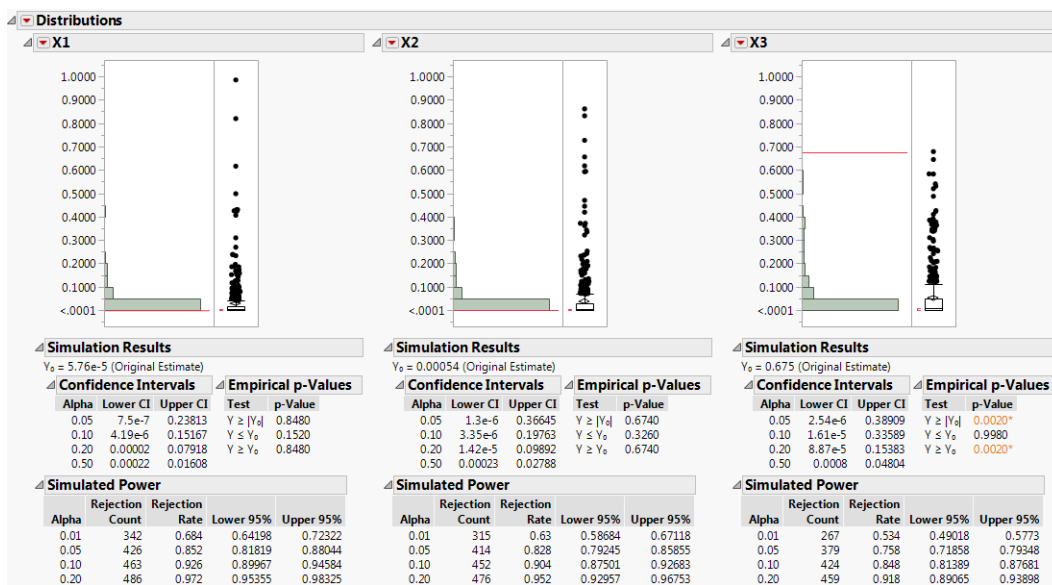 Distributions
X1
1.0000
0.9000
0.8000
0.7000
0.6000
0.5000
0.4000
0.3000
0.2000
0.1000
<.0001
Simulation Results
Y₀ = 5.76e-5 (Original Estimate)
Confidence Intervals
Alpha Lower CI Upper CI
0.05 7.5e-7 0.23813
0.10 4.19e-6 0.15167
0.20 0.00002 0.07918
0.50 0.00022 0.01608
Empirical p-Values
Test p-Value
Y ≥ |Y₀| 0.8480
Y ≤ Y₀ 0.1520
Y ≥ Y₀ 0.8480
Simulated Power
Rejection Rejection
Alpha Count Rate Lower 95% Upper 95%
0.01 342 0.684 0.64198 0.72322
0.05 426 0.852 0.81819 0.88044
0.10 463 0.926 0.89967 0.94584
0.20 486 0.972 0.95355 0.98325
X2
1.0000
0.9000
0.8000
0.7000
0.6000
0.5000
0.4000
0.3000
0.2000
0.1000
<.0001
Simulation Results
Y₀ = 0.00054 (Original Estimate)
Confidence Intervals
Alpha Lower CI Upper CI
0.05 1.3e-6 0.36645
0.10 3.35e-6 0.19763
0.20 1.42e-5 0.09892
0.50 0.00023 0.02788
Empirical p-Values
Test p-Value
Y ≥ |Y₀| 0.6740
Y ≤ Y₀ 0.3260
Y ≥ Y₀ 0.6740
Simulated Power
Rejection Rejection
Alpha Count Rate Lower 95% Upper 95%
0.01 315 0.63 0.58684 0.67118
0.05 414 0.828 0.79245 0.85855
0.10 452 0.904 0.87501 0.92683
0.20 476 0.952 0.92957 0.96753
X3
1.0000
0.9000
0.8000
0.7000
0.6000
0.5000
0.4000
0.3000
0.2000
0.1000
<.0001
Simulation Results
Y₀ = 0.675 (Original Estimate)
Confidence Intervals
Alpha Lower CI Upper CI
0.05 2.54e-6 0.38909
0.10 1.61e-5 0.33589
0.20 8.87e-5 0.15383
0.50 0.0008 0.04804
Empirical p-Values
Test p-Value
Y ≥ |Y₀| 0.0020*
Y ≤ Y₀ 0.9980
Y ≥ Y₀ 0.0020*
Simulated Power
Rejection Rejection
Alpha Count Rate Lower 95% Upper 95%
0.01 267 0.534 0.49018 0.5773
0.05 379 0.758 0.71858 0.79348
0.10 424 0.848 0.81389 0.87681
0.20 459 0.918 0.89065 0.93898